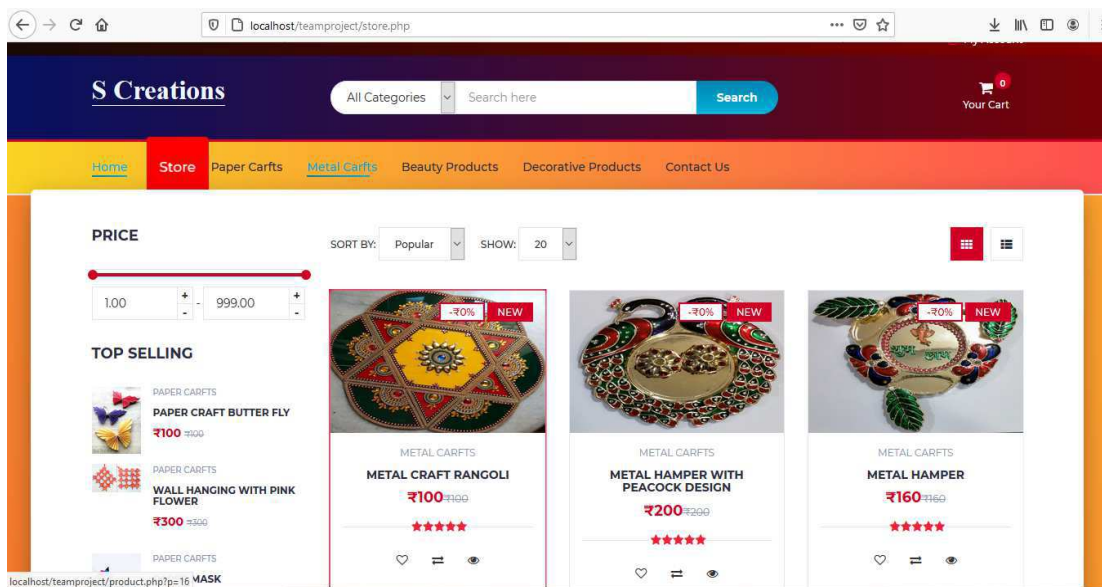 localhost/teamproject/store.php
S Creations
All Categories Search here Search
0
Your Cart
Home Store Paper Carfts Metal Carfts Beauty Products Decorative Products Contact Us
PRICE
SORT BY: Popular SHOW: 20
1.00 + - - 999.00 + -
TOP SELLING
PAPER CARFTS
PAPER CRAFT BUTTER FLY
₹100 ₹100
PAPER CARFTS
WALL HANGING WITH PINK
FLOWER
₹300 ₹300
PAPER CARFTS
MASK
-₹0% NEW
METAL CARFTS
METAL CRAFT RANGOLI
₹100 ₹100
-₹0% NEW
METAL CARFTS
METAL HAMPER WITH
PEACOCK DESIGN
₹200 ₹200
-₹0% NEW
शुभ लाभ
METAL CARFTS
METAL HAMPER
₹160 ₹160
localhost/teamproject/product.php?p=16